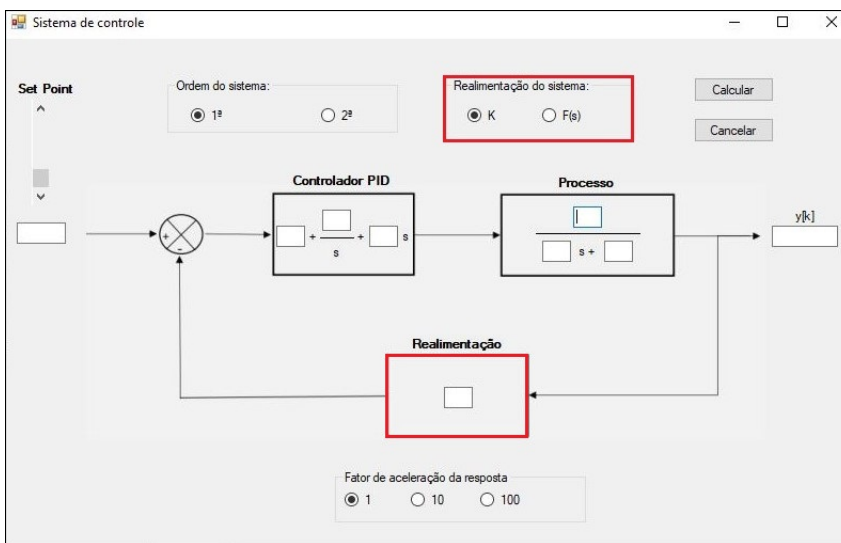 Sistema de controle
Set Point
Ordem do sistema:
1ª
2ª
Realimentação do sistema:
K
F(s)
Calcular
Cancelar
Controlador PID
+
s
+
s
Processo
s +
y[k]
+
-
Realimentação
Fator de aceleração da resposta
1
10
100